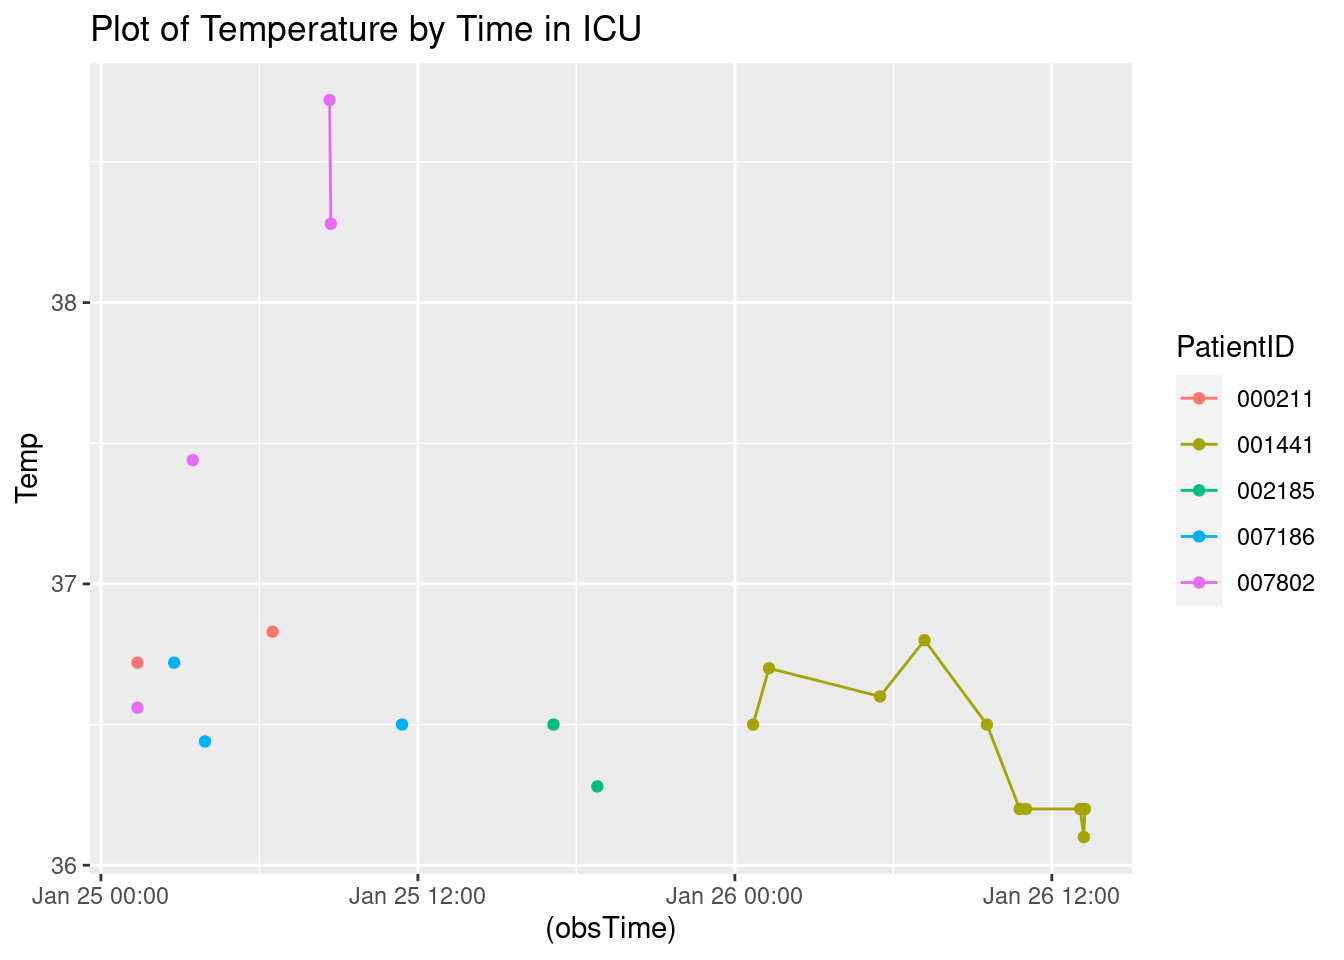 Plot of Temperature by Time in ICU
Temp
38
37
36
Jan 25 00:00
Jan 25 12:00
Jan 26 00:00
Jan 26 12:00
(obsTime)
PatientID
000211
001441
002185
007186
007802